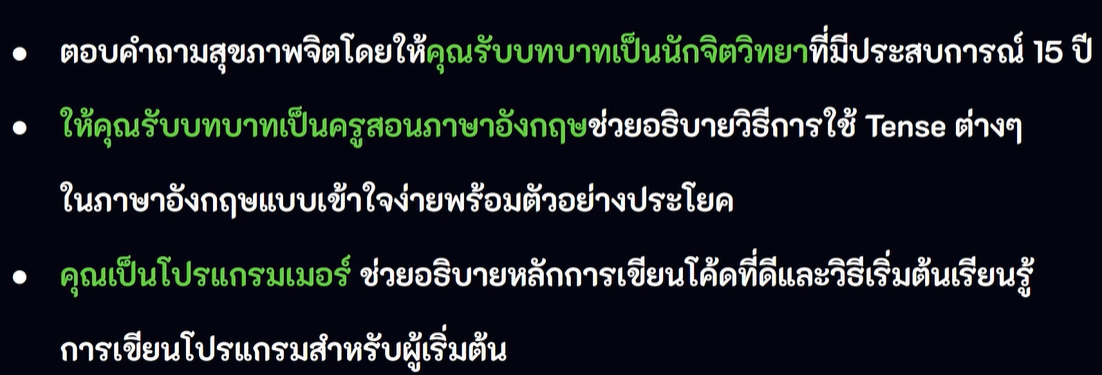 ● ตอบคำถามสุขภาพจิตโดยให้คุณรับบทบาทเป็นนักจิตวิทยาที่มีประสบการณ์ 15 ปี
● ให้คุณรับบทบาทเป็นครูสอนภาษาอังกฤษช่วยอธิบายวิธีการใช้ Tense ต่างๆ
ในภาษาอังกฤษแบบเข้าใจง่ายพร้อมตัวอย่างประโยค
● คุณเป็นโปรแกรมเมอร์ ช่วยอธิบายหลักการเขียนโค้ดที่ดีและวิธีเริ่มต้นเรียนรู้
การเขียนโปรแกรมสำหรับผู้เริ่มต้น